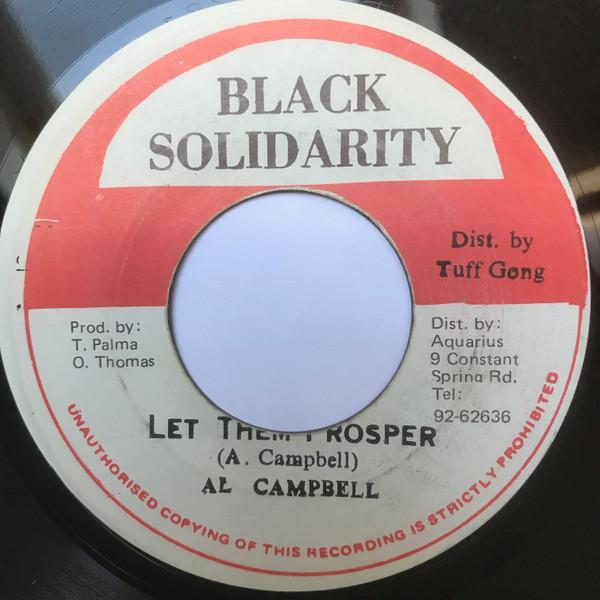 BLACK
SOLIDARITY
Dist. by
Tuff Gong
Prod. by:
T. Palma
O. Thomas
Dist. by:
Aquarius
9 Constant
Spring Rd.
Tel:
92-62636
LET THEM PROSPER
(A. Campbell)
AL CAMPBELL
UNAUTHORISED COPYING OF THIS RECORDING IS STRICTLY PROHIBITED